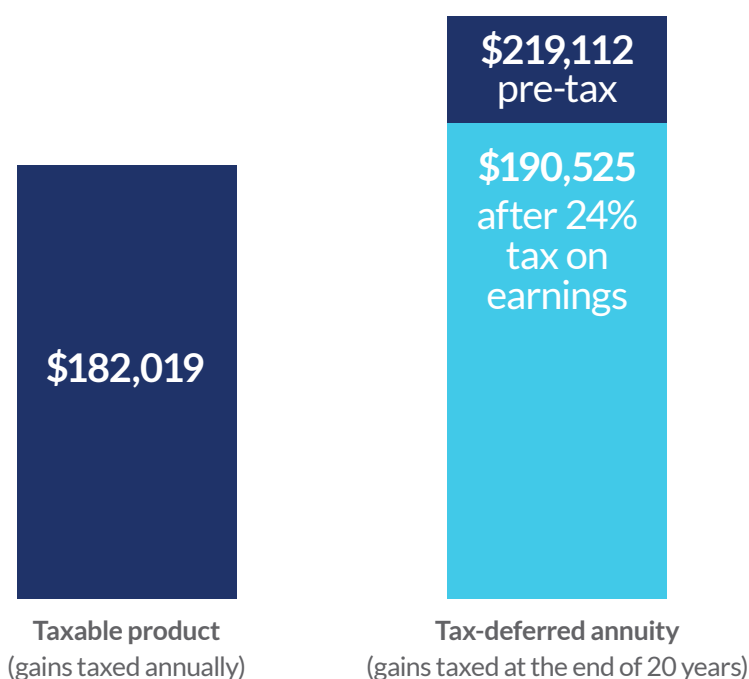 $219,112
pre-tax
$190,525
after 24%
tax on
earnings
$182,019
Taxable product
(gains taxed annually)
Tax-deferred annuity
(gains taxed at the end of 20 years)